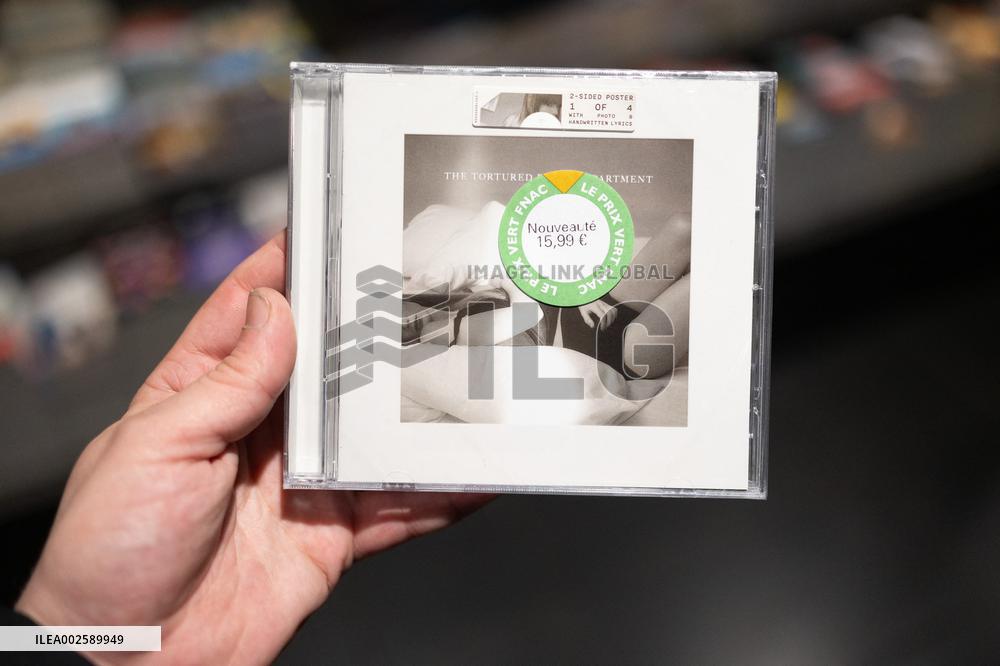 2-SIDED POSTER
1 OF 4
WITH PHOTO &
HANDWRITTEN LYRICS
THE TORTURED PARTMENT
LE PRIX VERT FNAC
LE PRIX VERT FNAC
Nouveauté
15,99 €
IMAGE LINK GLOBAL
ILG
ILEA002589949